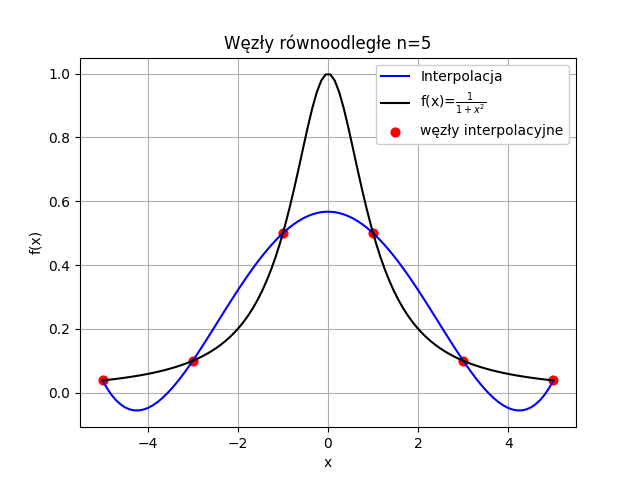 Węzły równoodległe n=5
Interpolacja
f(x)=1/(1+x²)
węzły interpolacyjne
f(x)
1.0
0.8
0.6
0.4
0.2
0.0
−4
−2
0
2
4
x